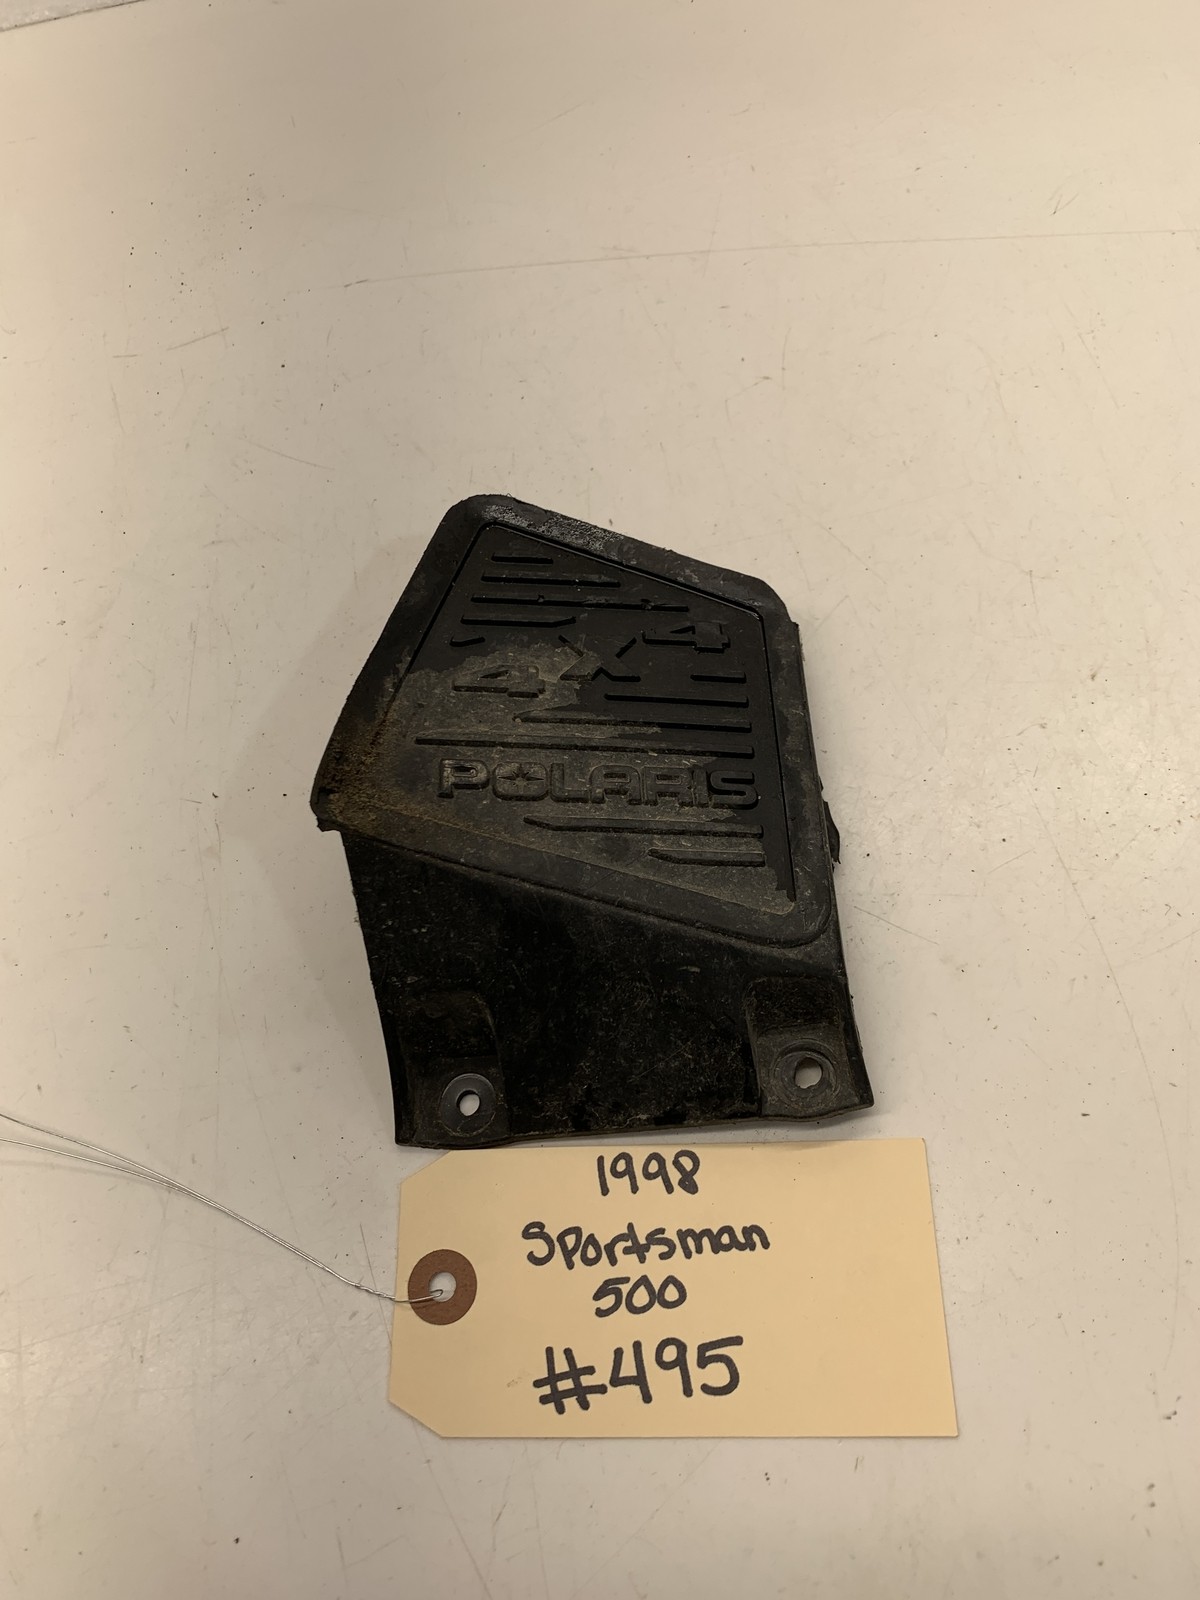 4X4
POLARIS
1998
Sportsman
500
#495